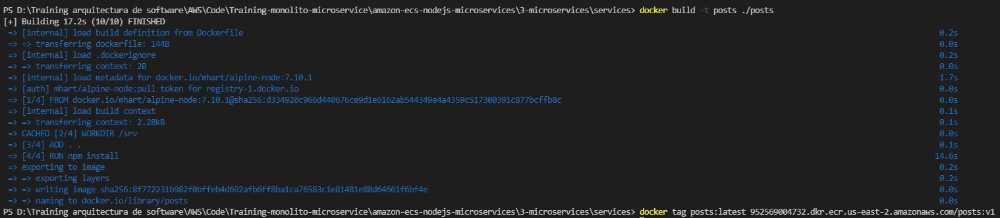 PS D:\Training arquitectura de software\AWS\Code\Training-monolito-microservice\amazon-ecs-nodejs-microservices\3-microservices\services> docker build -t posts ./posts
[+] Building 17.2s (10/10) FINISHED
=> [internal] load build definition from Dockerfile 0.2s
=> => transferring dockerfile: 144B 0.0s
=> [internal] load .dockerignore 0.2s
=> => transferring context: 2B 0.0s
=> [internal] load metadata for docker.io/mhart/alpine-node:7.10.1 1.7s
=> [auth] mhart/alpine-node:pull token for registry-1.docker.io 0.0s
=> [1/4] FROM docker.io/mhart/alpine-node:7.10.1@sha256:d334920c966d440676ce9d1e6162ab544349e4a4359c517300391c877bcffb8c 0.0s
=> [internal] load build context 0.1s
=> => transferring context: 2.28kB 0.1s
=> CACHED [2/4] WORKDIR /srv 0.0s
=> [3/4] ADD . . 0.1s
=> [4/4] RUN npm install 14.6s
=> exporting to image 0.2s
=> => exporting layers 0.2s
=> => writing image sha256:8f772231b982f0bffeb4d692afb6ff8ba1ca76583c1e81481e88d64661f6bf4e 0.0s
=> => naming to docker.io/library/posts 0.0s
PS D:\Training arquitectura de software\AWS\Code\Training-monolito-microservice\amazon-ecs-nodejs-microservices\3-microservices\services> docker tag posts:latest 952569004732.dkr.ecr.us-east-2.amazonaws.com/posts:v1